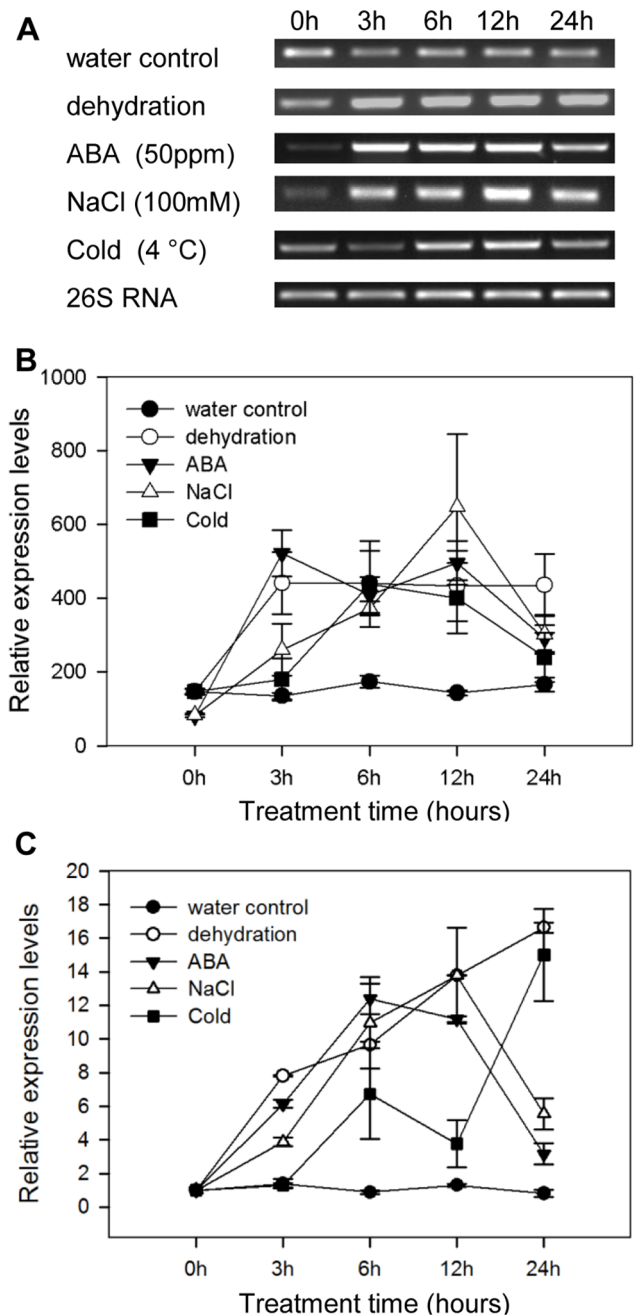 A
0h 3h 6h 12h 24h
water control
dehydration
ABA (50ppm)
NaCl (100mM)
Cold (4 °C)
26S RNA
B
Relative expression levels
1000
800
600
400
200
0
water control
dehydration
ABA
NaCl
Cold
0h 3h 6h 12h 24h
Treatment time (hours)
C
Relative expression levels
20
18
16
14
12
10
8
6
4
2
0
water control
dehydration
ABA
NaCl
Cold
0h 3h 6h 12h 24h
Treatment time (hours)